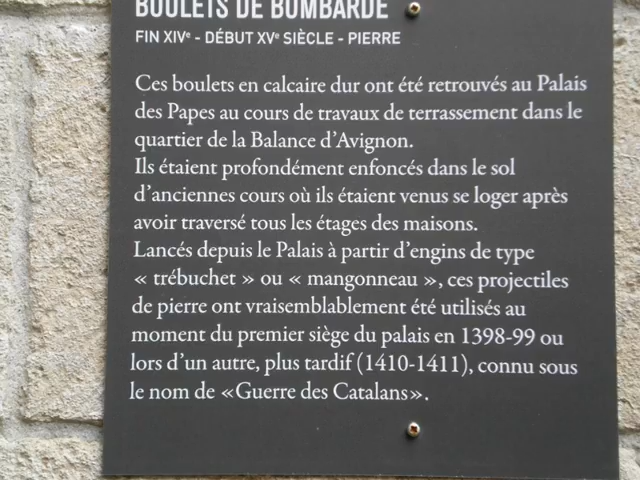 BOULETS DE BOMBARDE
FIN XIVe - DÉBUT XVe SIÈCLE - PIERRE
Ces boulets en calcaire dur ont été retrouvés au Palais
des Papes au cours de travaux de terrassement dans le
quartier de la Balance d'Avignon.
Ils étaient profondément enfoncés dans le sol
d'anciennes cours où ils étaient venus se loger après
avoir traversé tous les étages des maisons.
Lancés depuis le Palais à partir d'engins de type
« trébuchet » ou « mangonneau », ces projectiles
de pierre ont vraisemblablement été utilisés au
moment du premier siège du palais en 1398-99 ou
lors d'un autre, plus tardif (1410-1411), connu sous
le nom de «Guerre des Catalans».